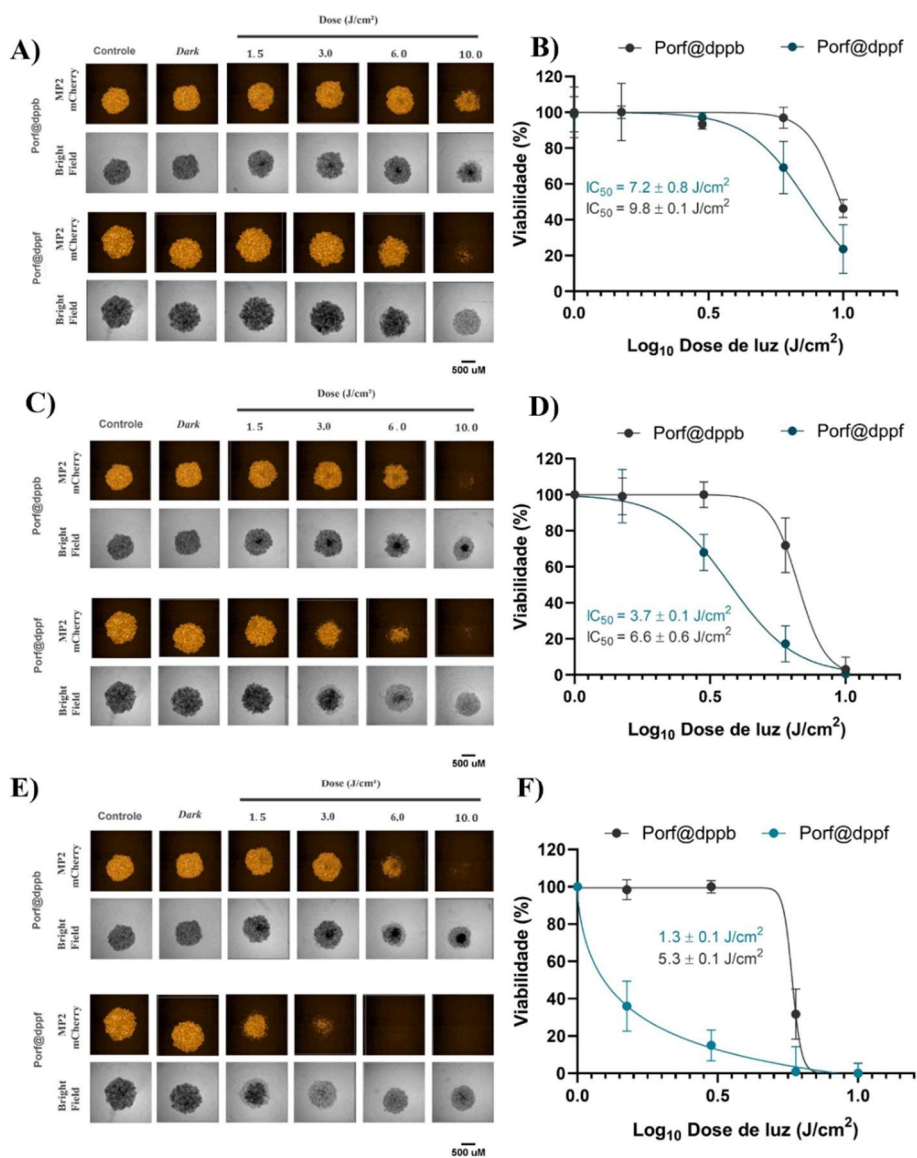 A)
Dose (J/cm²)
Controle Dark 1.5 3.0 6.0 10.0
Porf@dppb
MP2 mCherry
Bright Field
Porf@dppf
MP2 mCherry
Bright Field
500 uM
B)
Porf@dppb Porf@dppf
Viabilidade (%)
120
100
80
60
40
20
0
IC50 = 7.2 ± 0.8 J/cm²
IC50 = 9.8 ± 0.1 J/cm²
0.0 0.5 1.0
Log10 Dose de luz (J/cm²)
C)
Dose (J/cm²)
Controle Dark 1.5 3.0 6.0 10.0
Porf@dppb
MP2 mCherry
Bright Field
Porf@dppf
MP2 mCherry
Bright Field
500 uM
D)
Porf@dppb Porf@dppf
Viabilidade (%)
120
100
80
60
40
20
0
IC50 = 3.7 ± 0.1 J/cm²
IC50 = 6.6 ± 0.6 J/cm²
0.0 0.5 1.0
Log10 Dose de luz (J/cm²)
E)
Dose (J/cm²)
Controle Dark 1.5 3.0 6.0 10.0
Porf@dppb
MP2 mCherry
Bright Field
Porf@dppf
MP2 mCherry
Bright Field
500 uM
F)
Porf@dppb Porf@dppf
Viabilidade (%)
120
100
80
60
40
20
0
1.3 ± 0.1 J/cm²
5.3 ± 0.1 J/cm²
0.0 0.5 1.0
Log10 Dose de luz (J/cm²)